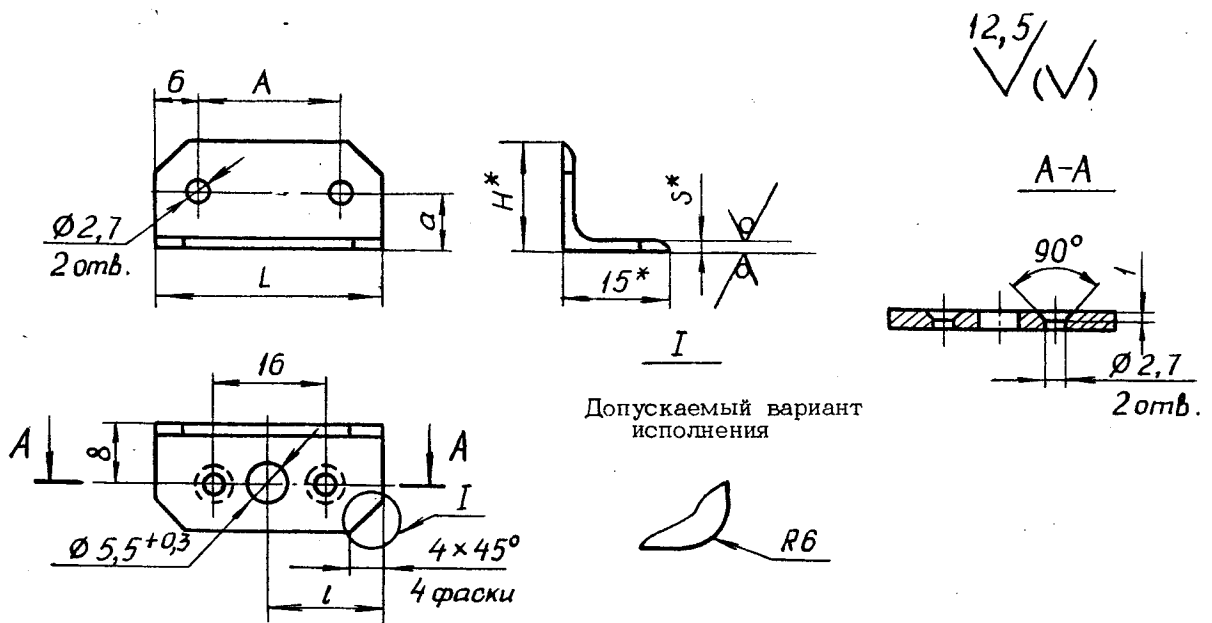 12,5
(√)
6
A
a
Ø2,7
2 отв.
L
H*
S*
15*
A-A
90°
1
Ø2,7
2 отв.
I
Допускаемый вариант
исполнения
R6
16
A
A
8
I
Ø5,5+0,3
4×45°
4 фаски
l